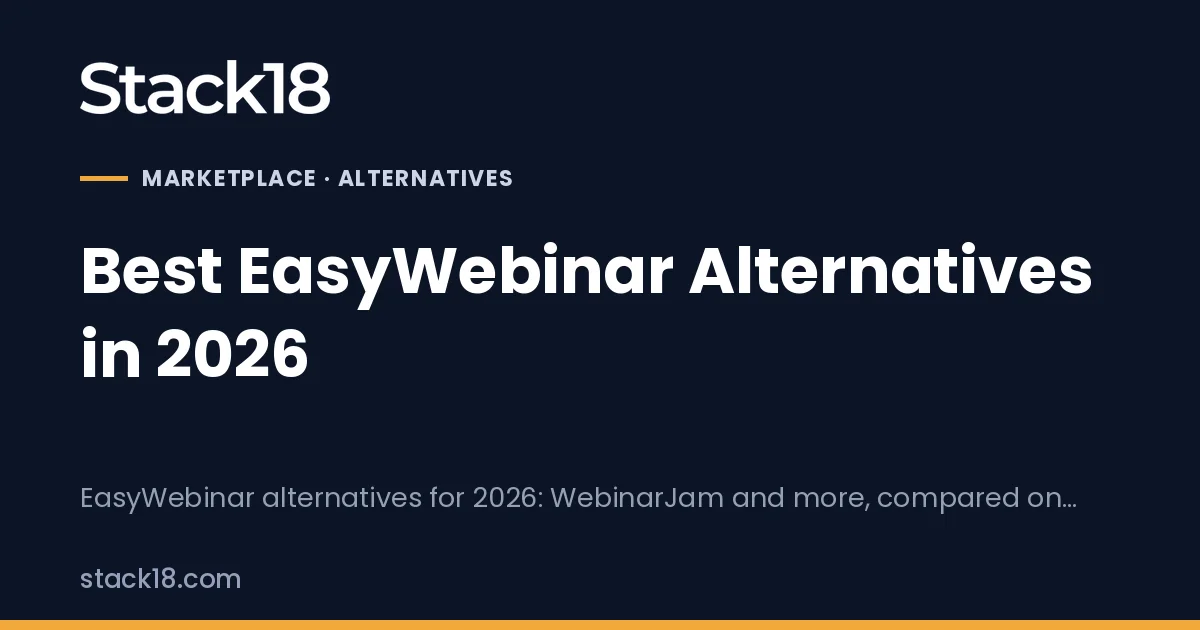 Stack18
MARKETPLACE · ALTERNATIVES
Best EasyWebinar Alternatives
in 2026
EasyWebinar alternatives for 2026: WebinarJam and more, compared on…
stack18.com